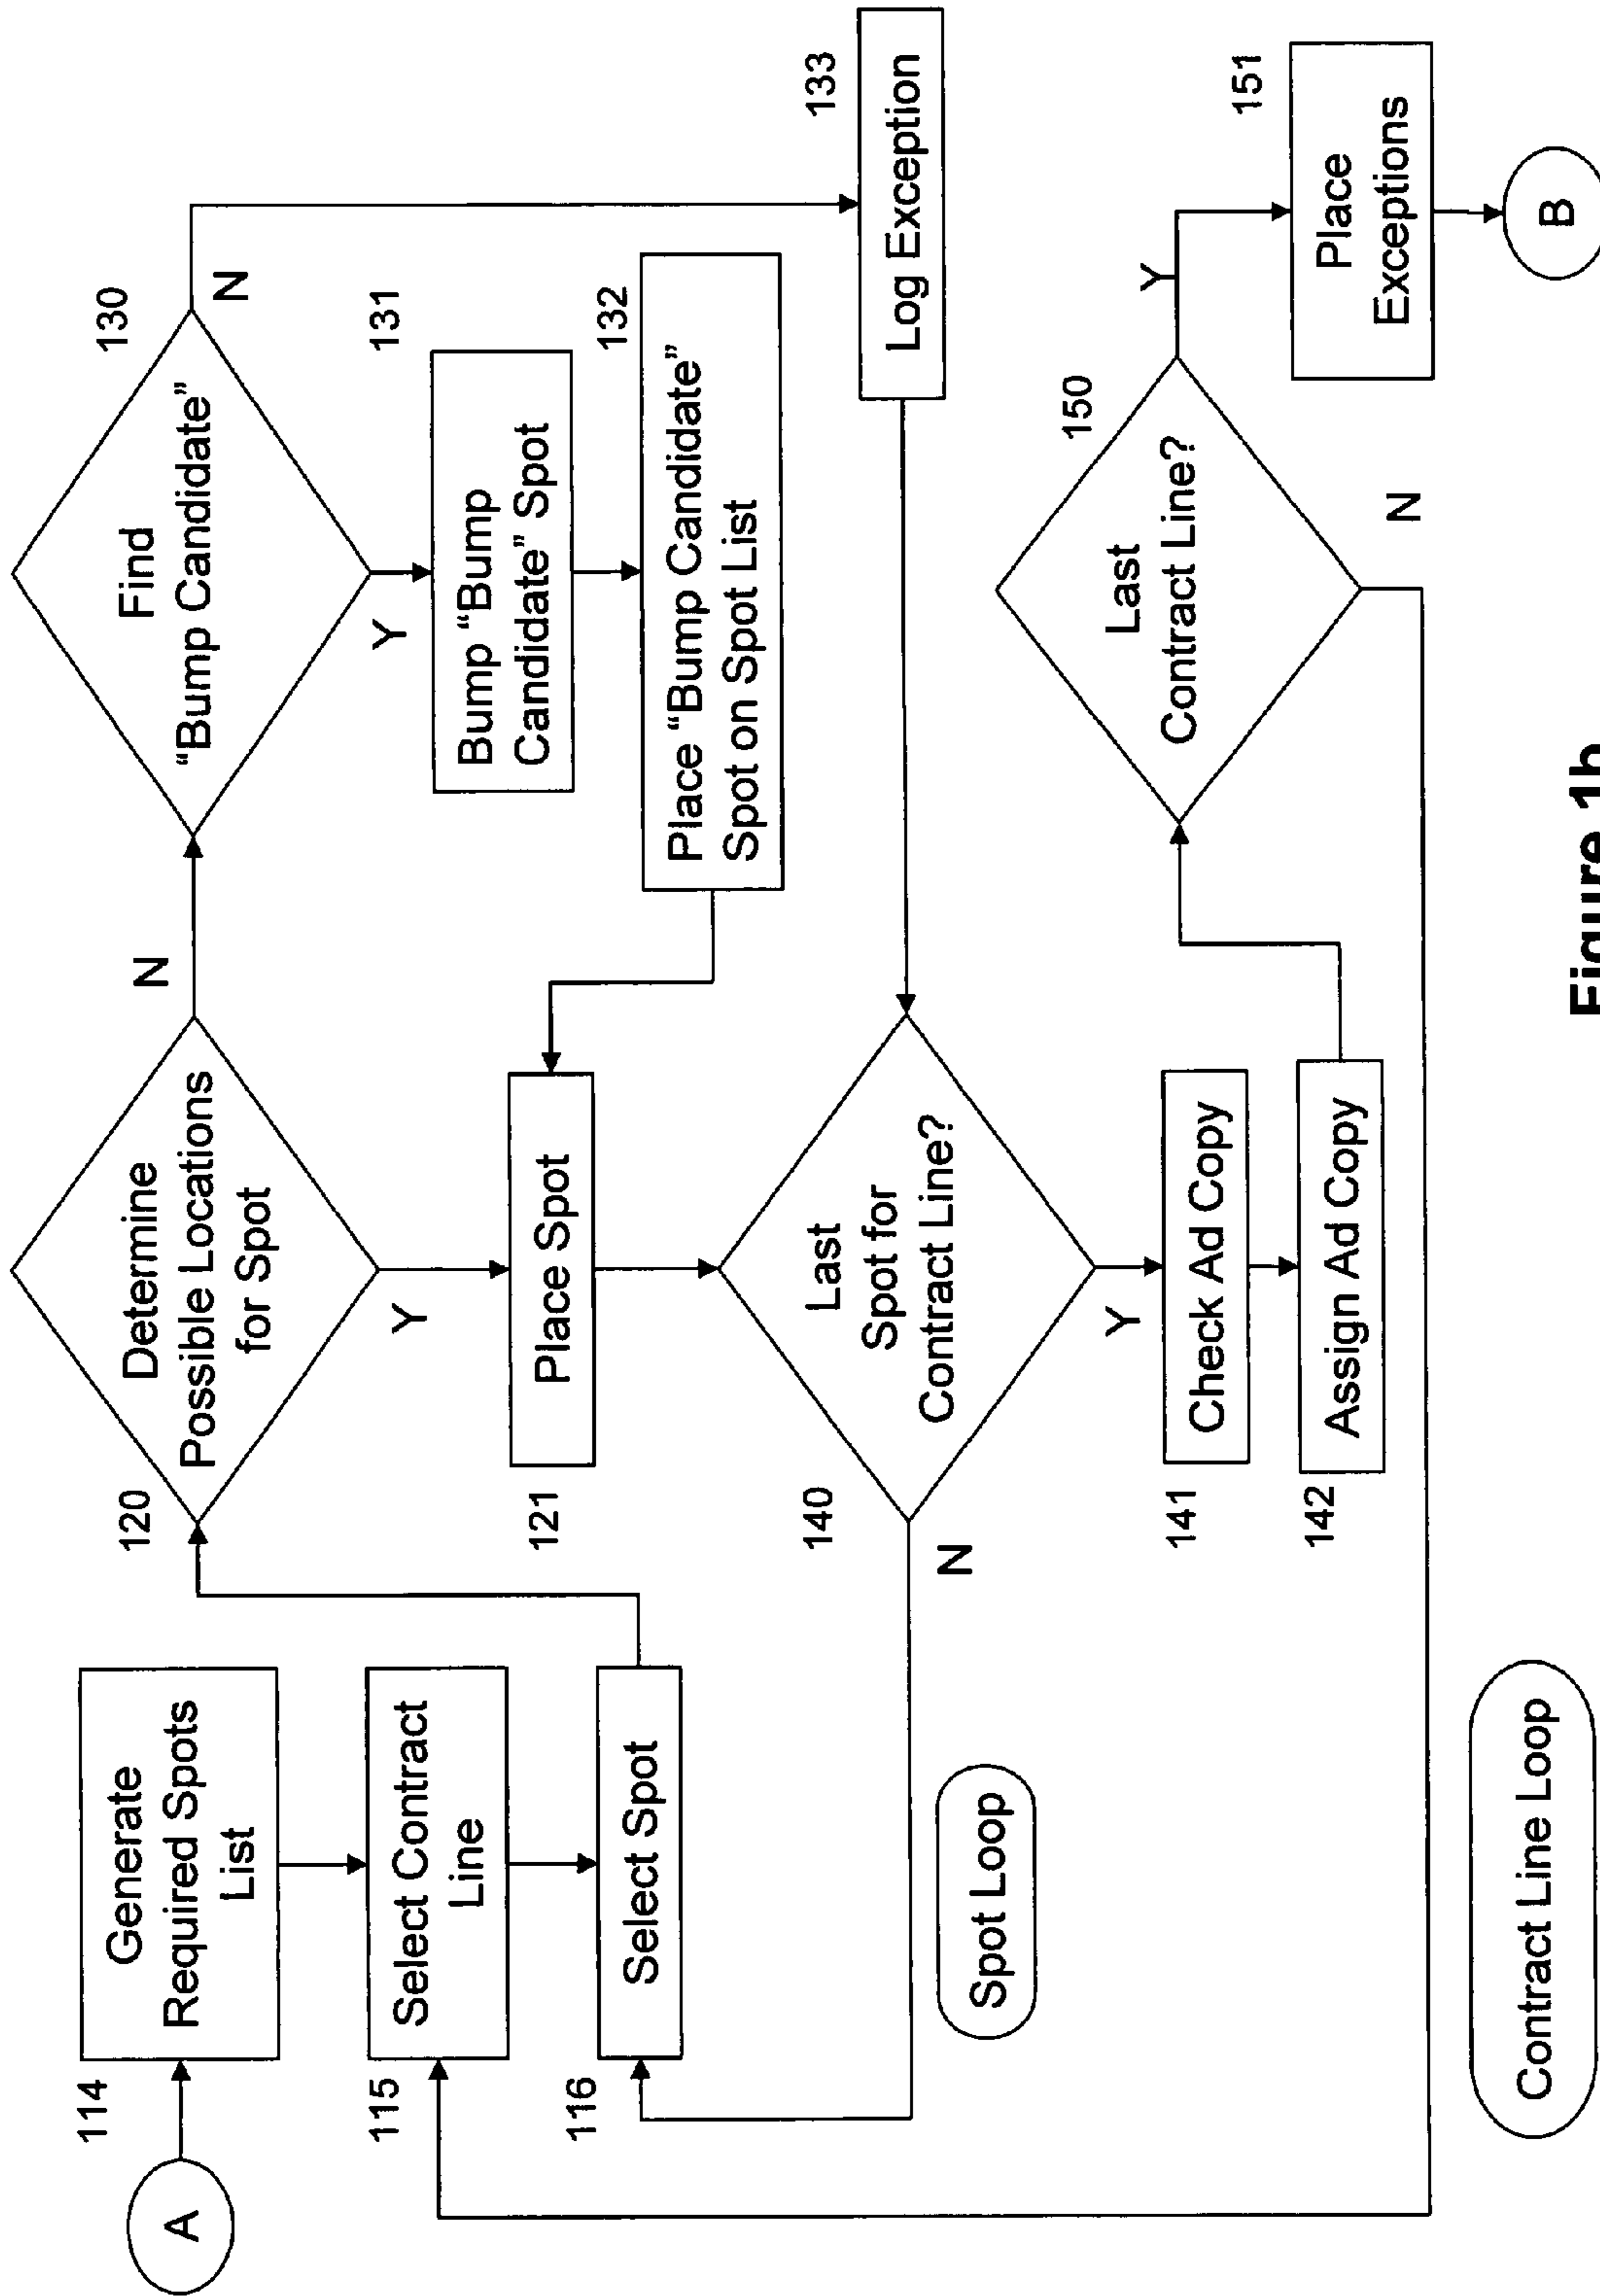 A
114
Generate
Required Spots
List
115
Select Contract
Line
116
Select Spot
120
Determine
Possible Locations
for Spot
N
Y
121
Place Spot
130
Find
“Bump Candidate”
N
Y
131
Bump “Bump
Candidate” Spot
132
Place “Bump Candidate”
Spot on Spot List
133
Log Exception
140
Last
Spot for
Contract Line?
N
Y
141
Check Ad Copy
142
Assign Ad Copy
150
Last
Contract Line?
Y
N
151
Place
Exceptions
B
Spot Loop
Contract Line Loop
Figure 1b